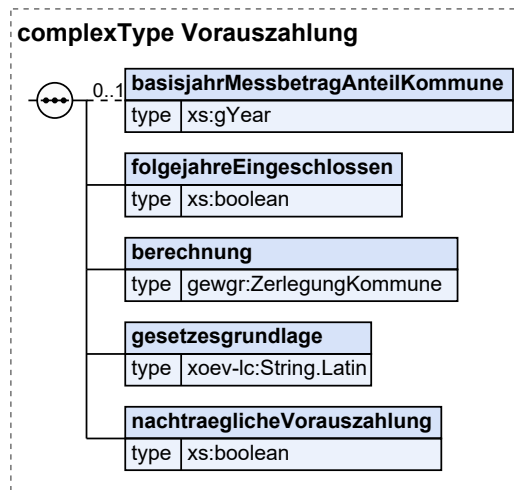 complexType Vorauszahlung
0..1
basisjahrMessbetragAnteilKommune
type xs:gYear
folgejahreEingeschlossen
type xs:boolean
berechnung
type gewgr:ZerlegungKommune
gesetzesgrundlage
type xoev-lc:String.Latin
nachtraeglicheVorauszahlung
type xs:boolean